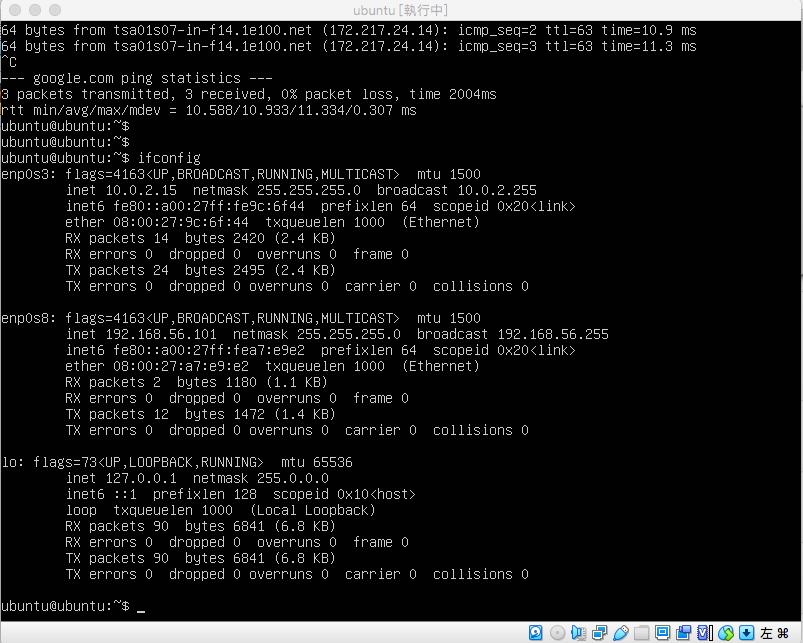 ubuntu [執行中]
64 bytes from tsa01s07-in-f14.1e100.net (172.217.24.14): icmp_seq=2 ttl=63 time=10.9 ms
64 bytes from tsa01s07-in-f14.1e100.net (172.217.24.14): icmp_seq=3 ttl=63 time=11.3 ms
^C
--- google.com ping statistics ---
3 packets transmitted, 3 received, 0% packet loss, time 2004ms
rtt min/avg/max/mdev = 10.588/10.933/11.334/0.307 ms
ubuntu@ubuntu:~$
ubuntu@ubuntu:~$
ubuntu@ubuntu:~$ ifconfig
enp0s3: flags=4163<UP,BROADCAST,RUNNING,MULTICAST>  mtu 1500
        inet 10.0.2.15  netmask 255.255.255.0  broadcast 10.0.2.255
        inet6 fe80::a00:27ff:fe9c:6f44  prefixlen 64  scopeid 0x20<link>
        ether 08:00:27:9c:6f:44  txqueuelen 1000  (Ethernet)
        RX packets 14  bytes 2420 (2.4 KB)
        RX errors 0  dropped 0  overruns 0  frame 0
        TX packets 24  bytes 2495 (2.4 KB)
        TX errors 0  dropped 0 overruns 0  carrier 0  collisions 0
enp0s8: flags=4163<UP,BROADCAST,RUNNING,MULTICAST>  mtu 1500
        inet 192.168.56.101  netmask 255.255.255.0  broadcast 192.168.56.255
        inet6 fe80::a00:27ff:fea7:e9e2  prefixlen 64  scopeid 0x20<link>
        ether 08:00:27:a7:e9:e2  txqueuelen 1000  (Ethernet)
        RX packets 2  bytes 1180 (1.1 KB)
        RX errors 0  dropped 0  overruns 0  frame 0
        TX packets 12  bytes 1472 (1.4 KB)
        TX errors 0  dropped 0 overruns 0  carrier 0  collisions 0
lo: flags=73<UP,LOOPBACK,RUNNING>  mtu 65536
        inet 127.0.0.1  netmask 255.0.0.0
        inet6 ::1  prefixlen 128  scopeid 0x10<host>
        loop  txqueuelen 1000  (Local Loopback)
        RX packets 90  bytes 6841 (6.8 KB)
        RX errors 0  dropped 0  overruns 0  frame 0
        TX packets 90  bytes 6841 (6.8 KB)
        TX errors 0  dropped 0 overruns 0  carrier 0  collisions 0
ubuntu@ubuntu:~$ _
左 ⌘